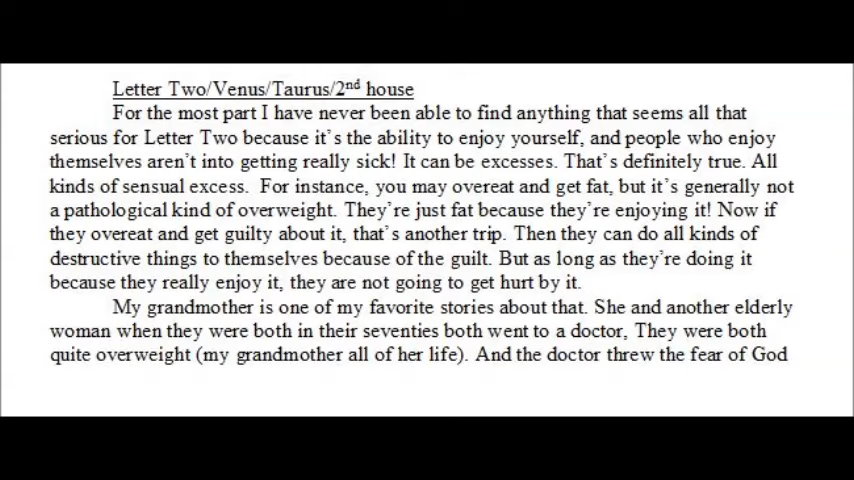 Letter Two/Venus/Taurus/2nd house
For the most part I have never been able to find anything that seems all that
serious for Letter Two because it's the ability to enjoy yourself, and people who enjoy
themselves aren't into getting really sick! It can be excesses. That's definitely true. All
kinds of sensual excess. For instance, you may overeat and get fat, but it's generally not
a pathological kind of overweight. They're just fat because they're enjoying it! Now if
they overeat and get guilty about it, that's another trip. Then they can do all kinds of
destructive things to themselves because of the guilt. But as long as they're doing it
because they really enjoy it, they are not going to get hurt by it.
My grandmother is one of my favorite stories about that. She and another elderly
woman when they were both in their seventies both went to a doctor, They were both
quite overweight (my grandmother all of her life). And the doctor threw the fear of God